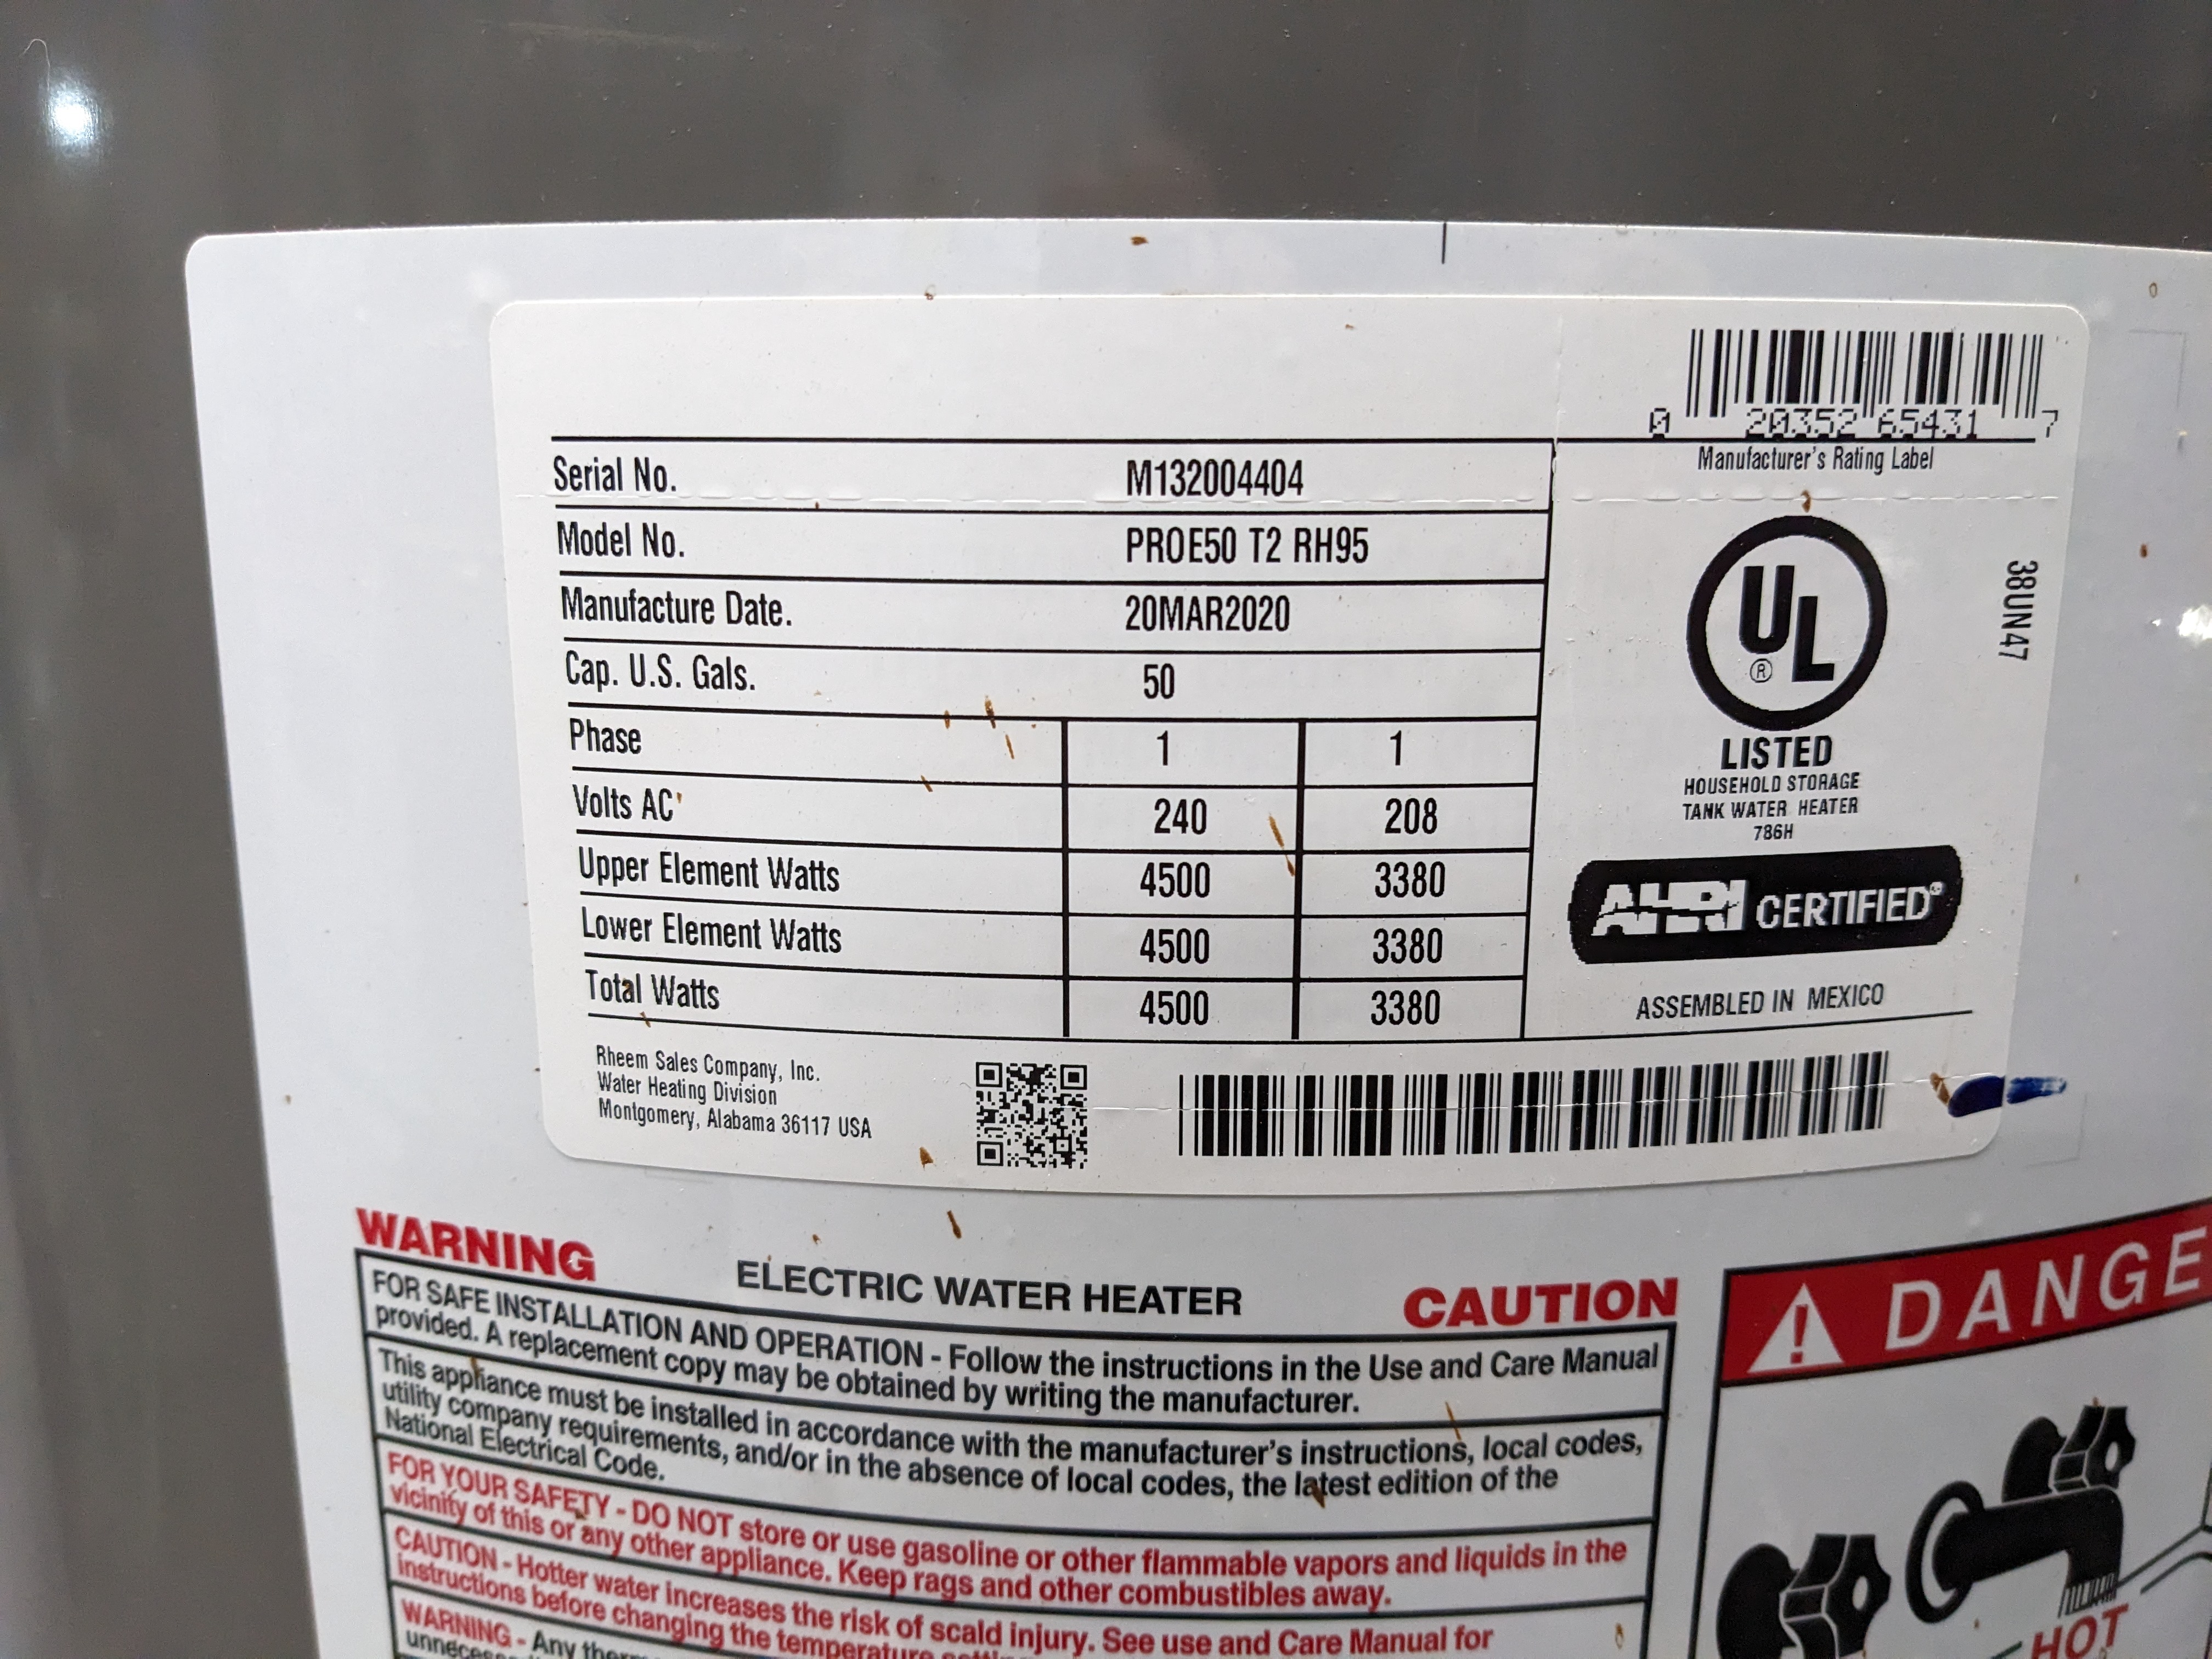 0 20352 65431 7
Manufacturer's Rating Label
Serial No. M132004404
Model No. PROE50 T2 RH95
Manufacture Date. 20MAR2020
Cap. U.S. Gals. 50
Phase 1 1
Volts AC 240 208
Upper Element Watts 4500 3380
Lower Element Watts 4500 3380
Total Watts 4500 3380
UL
®
LISTED
HOUSEHOLD STORAGE
TANK WATER HEATER
786H
38UN47
AHRI CERTIFIED®
ASSEMBLED IN MEXICO
Rheem Sales Company, Inc.
Water Heating Division
Montgomery, Alabama 36117 USA
WARNING
ELECTRIC WATER HEATER
CAUTION
FOR SAFE INSTALLATION AND OPERATION - Follow the instructions in the Use and Care Manual
provided. A replacement copy may be obtained by writing the manufacturer.
This appliance must be installed in accordance with the manufacturer's instructions, local codes,
utility company requirements, and/or in the absence of local codes, the latest edition of the
National Electrical Code.
FOR YOUR SAFETY - DO NOT store or use gasoline or other flammable vapors and liquids in the
vicinity of this or any other appliance. Keep rags and other combustibles away.
CAUTION - Hotter water increases the risk of scald injury. See use and Care Manual for
instructions before changing the temperature
WARNING - Any
DANGE
HOT